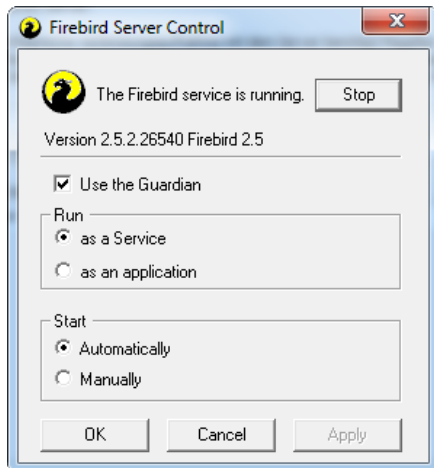 Firebird Server Control
The Firebird service is running. Stop
Version 2.5.2.26540 Firebird 2.5
Use the Guardian
Run
as a Service
as an application
Start
Automatically
Manually
OK Cancel Apply